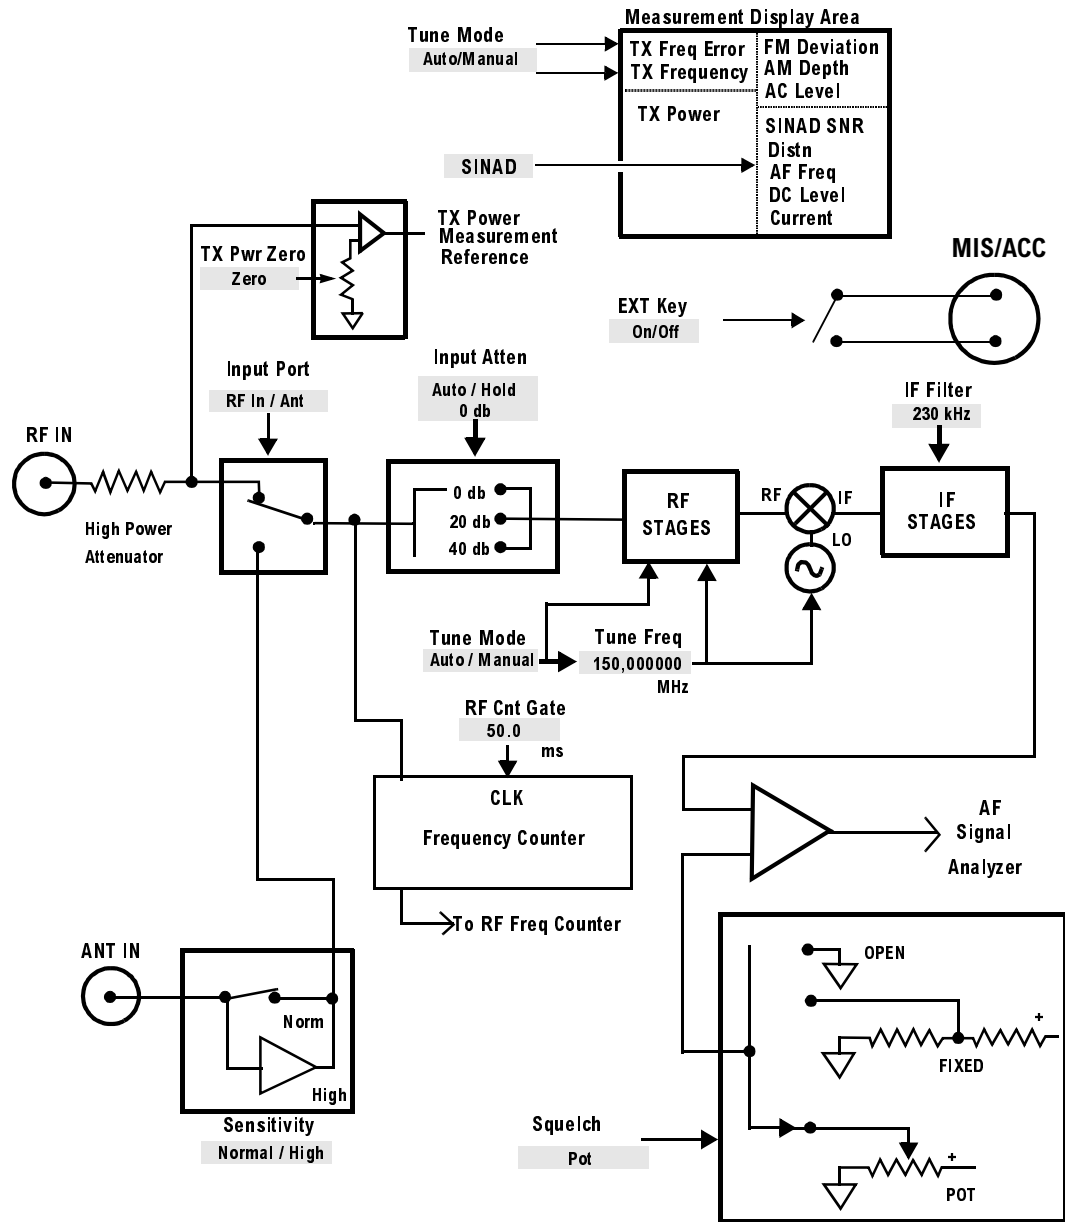 Measurement Display Area
Tune Mode
Auto/Manual
TX Freq Error
TX Frequency
TX Power
FM Deviation
AM Depth
AC Level
SINAD SNR
Distn
AF Freq
DC Level
Current
SINAD
TX Power
Measurement
Reference
TX Pwr Zero
Zero
MIS/ACC
EXT Key
On/Off
Input Port
RF In / Ant
Input Atten
Auto / Hold
0 db
IF Filter
230 kHz
RF IN
High Power
Attenuator
0 db
20 db
40 db
RF
STAGES
RF
IF
LO
IF
STAGES
Tune Mode
Auto / Manual
Tune Freq
150,000000
MHz
RF Cnt Gate
50.0
ms
CLK
Frequency Counter
To RF Freq Counter
AF
Signal
Analyzer
ANT IN
Norm
High
Sensitivity
Normal / High
OPEN
+
FIXED
Squelch
Pot
+
POT